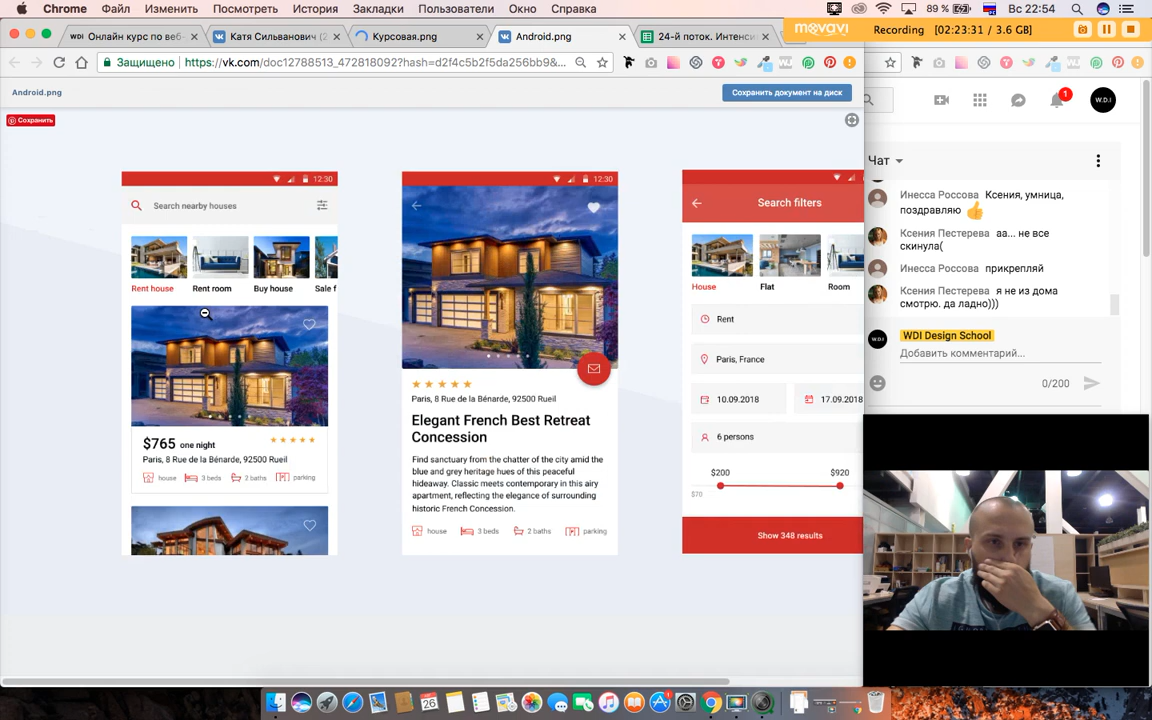 Chrome Файл Изменить Посмотреть История Закладки Пользователи Окно Справка 89 % Вс 22:54
WDI Онлайн Курс по веб- Катя Сильванович (2 Курсовая.png Android.png 24-й поток. Интенси
movavi Recording [02:23:31 / 3.6 GB]
Защищено https://vk.com/doc12788513_472818092?hash=d2f4c5b2f5da256bb9&...
Android.png
Сохранить документ на диск
Сохранить
12:30
Search nearby houses
Rent house Rent room Buy house Sale f
$765 one night
Paris, 8 Rue de la Bénarde, 92500 Rueil
house 3 beds 2 baths parking
12:30
Paris, 8 Rue de la Bénarde, 92500 Rueil
Elegant French Best Retreat
Concession
Find sanctuary from the chatter of the city amid the
blue and grey heritage hues of this peaceful
hideaway. Classic meets contemporary in this airy
apartment, reflecting the elegance of surrounding
historic French Concession.
house 3 beds 2 baths parking
Search filters
House Flat Room
Rent
Paris, France
10.09.2018 17.09.2018
6 persons
$200 $920
$70
Show 348 results
1
W.D.I
Чат
Инесса Россова Ксения, умница,
поздравляю
Ксения Пестерева аа... не все
скинула(
Инесса Россова прикрепляй
Ксения Пестерева я не из дома
смотрю. да ладно)))
W.D.I
WDI Design School
Добавить комментарий...
0/200
26